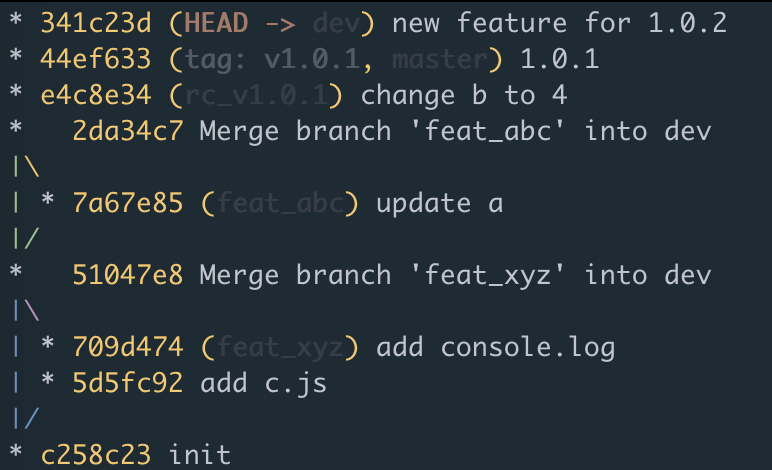 * 341c23d (HEAD -> dev) new feature for 1.0.2
* 44ef633 (tag: v1.0.1, master) 1.0.1
* e4c8e34 (rc_v1.0.1) change b to 4
*   2da34c7 Merge branch 'feat_abc' into dev
|\
| * 7a67e85 (feat_abc) update a
|/
*   51047e8 Merge branch 'feat_xyz' into dev
|\
| * 709d474 (feat_xyz) add console.log
| * 5d5fc92 add c.js
|/
* c258c23 init